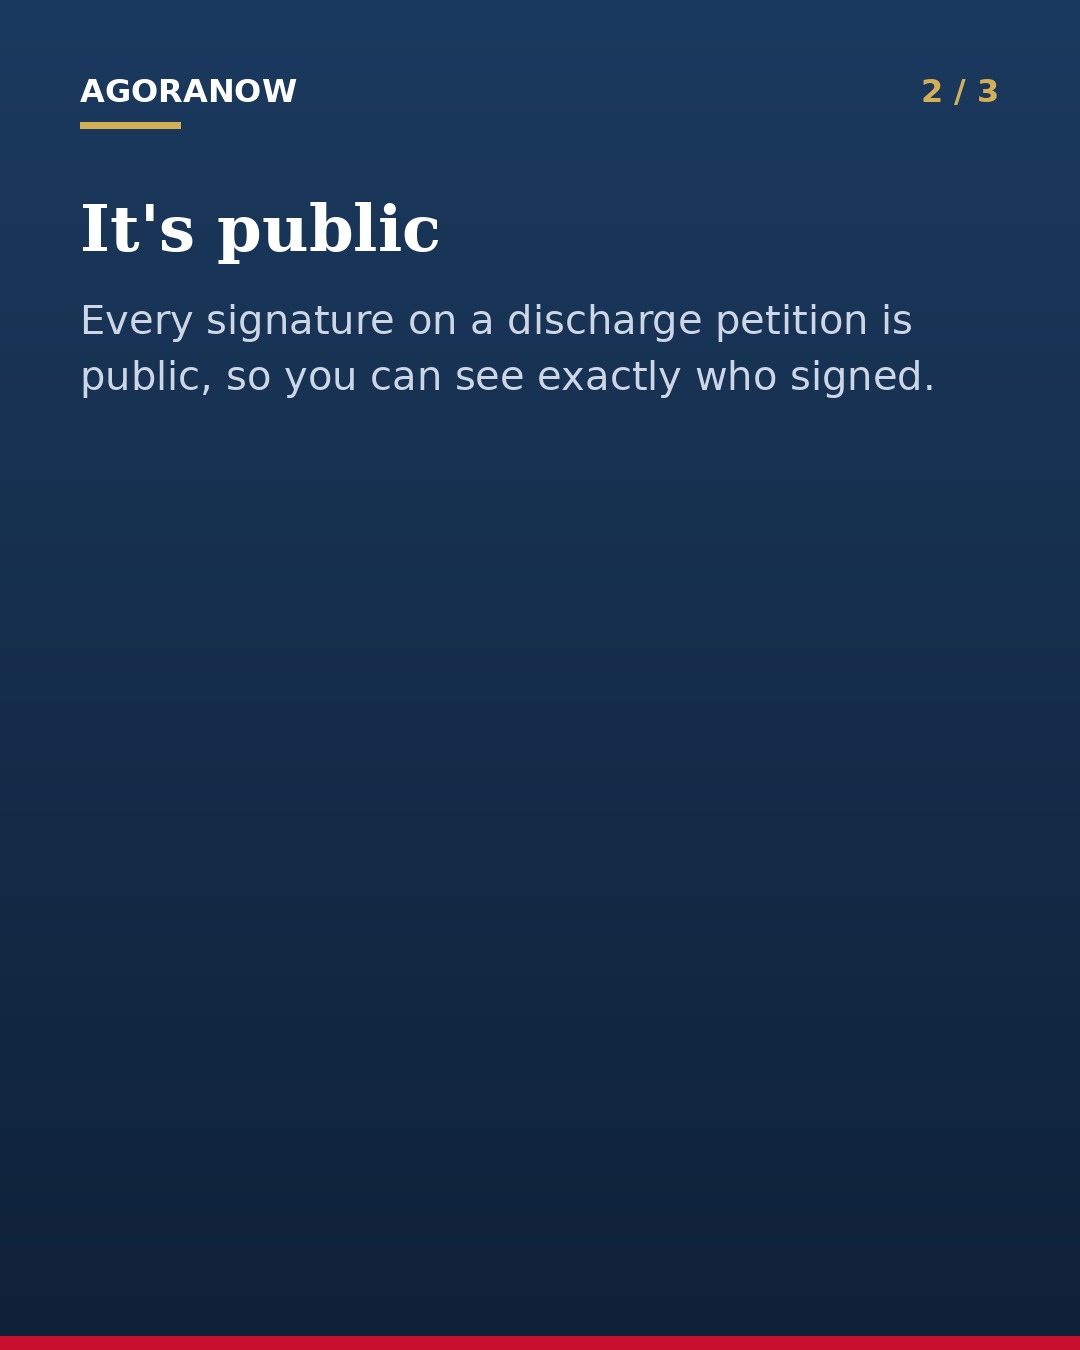 AGORANOW
2 / 3
It's public
Every signature on a discharge petition is
public, so you can see exactly who signed.